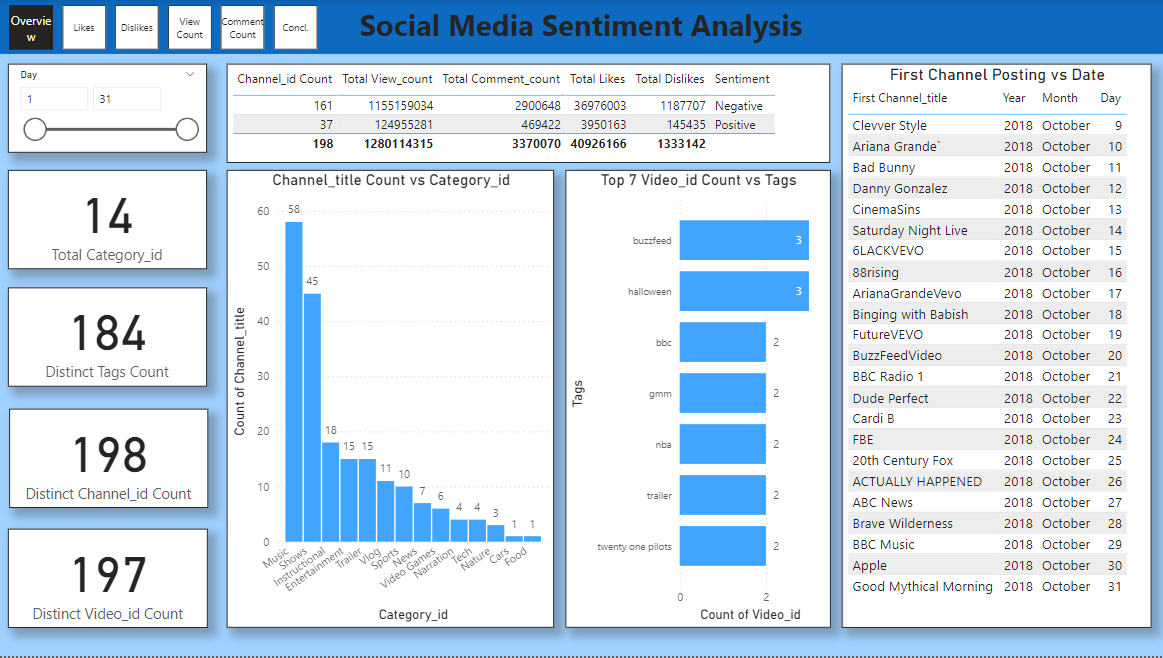 Overvie
w
Likes
Dislikes
View
Count
Comment
Count
Concl.
Social Media Sentiment Analysis
Day
1 31
14
Total Category_id
184
Distinct Tags Count
198
Distinct Channel_id Count
197
Distinct Video_id Count
Channel_id Count Total View_count Total Comment_count Total Likes Total Dislikes Sentiment
161 1155159034 2900648 36976003 1187707 Negative
37 124955281 469422 3950163 145435 Positive
198 1280114315 3370070 40926166 1333142
Channel_title Count vs Category_id
Count of Channel_title
60
50
40
30
20
10
0
58
45
18
15
15
11
10
7
6
4
4
3
1
1
Music
Shows
Instructional
Entertainment
Trailer
Vlog
Sports
News
Video Games
Narration
Tech
Nature
Cars
Food
Category_id
Top 7 Video_id Count vs Tags
Tags
buzzfeed 3
halloween 3
bbc 2
gmm 2
nba 2
trailer 2
twenty one pilots 2
0 2
Count of Video_id
First Channel Posting vs Date
First Channel_title Year Month Day
Clevver Style 2018 October 9
Ariana Grande` 2018 October 10
Bad Bunny 2018 October 11
Danny Gonzalez 2018 October 12
CinemaSins 2018 October 13
Saturday Night Live 2018 October 14
6LACKVEVO 2018 October 15
88rising 2018 October 16
ArianaGrandeVevo 2018 October 17
Binging with Babish 2018 October 18
FutureVEVO 2018 October 19
BuzzFeedVideo 2018 October 20
BBC Radio 1 2018 October 21
Dude Perfect 2018 October 22
Cardi B 2018 October 23
FBE 2018 October 24
20th Century Fox 2018 October 25
ACTUALLY HAPPENED 2018 October 26
ABC News 2018 October 27
Brave Wilderness 2018 October 28
BBC Music 2018 October 29
Apple 2018 October 30
Good Mythical Morning 2018 October 31